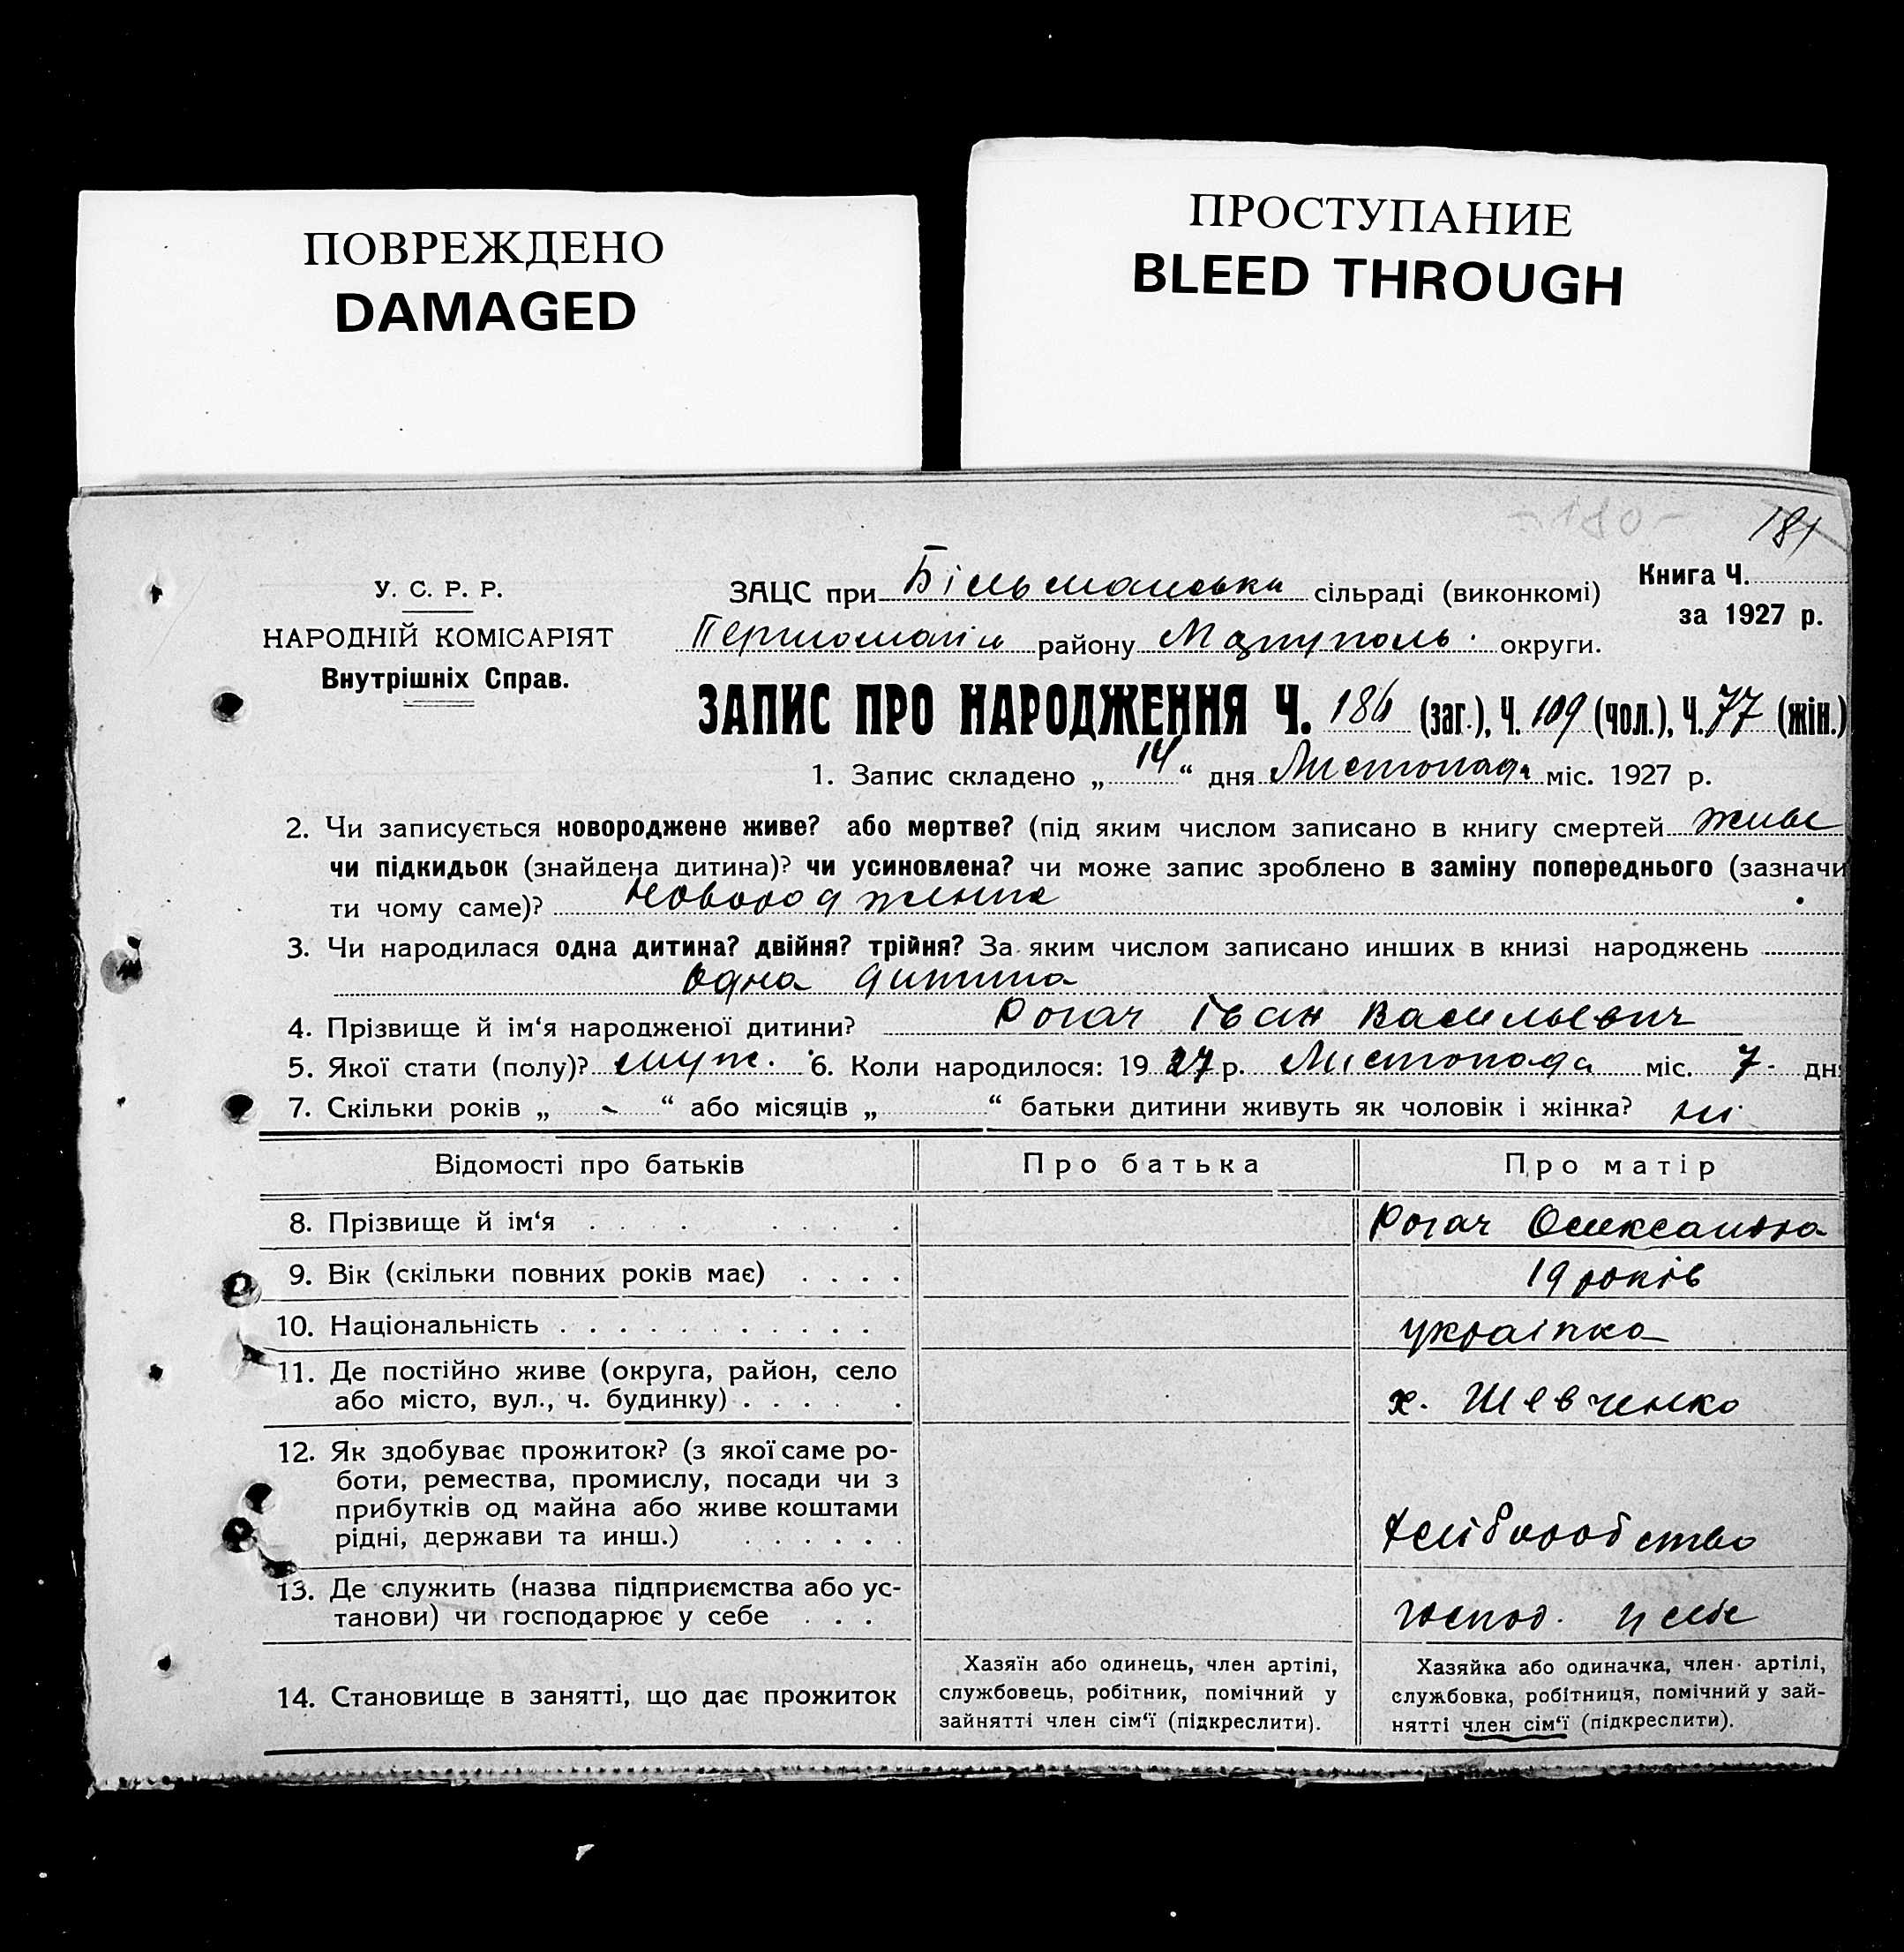 ПОВРЕЖДЕНО
DAMAGED
ПРОСТУПАНИЕ
BLEED THROUGH
-180-
181
У. С. Р. Р.
НАРОДНІЙ КОМІСАРІЯТ
Внутрішніх Справ.
ЗАЦС при Більманська сільраді (виконкомі)
районy округи.
Книга Ч.
за 1927 р.
ЗАПИС ПРО НАРОДЖЕННЯ Ч. 186 (заг.), Ч. 109 (чол.), Ч. 77 (жін.)
1. Запис складено „ 14 “ дня Листопада міс. 1927 р.
2. Чи записується новороджене живе? або мертве? (під яким числом записано в книгу смертей живе
чи підкидьок (знайдена дитина)? чи усиновлена? чи може запис зроблено в заміну попереднього (зазначи
ти чому саме)? новородженне
3. Чи народилася одна дитина? двійня? трійня? За яким числом записано инших в книзі народжень
одна дитина
4. Прізвище й ім‘я народженої дитини? Рогач Іван Васильевич
5. Якої стати (полу)? муж. 6. Коли народилося: 1927 р. Листопада міс. 7. дн
7. Скільки років „ - “ або місяців „ “ батьки дитини живуть як чоловік і жінка? ні
Відомості про батьків Про батька Про матір
8. Прізвище й ім‘я . . . . . . . Рогач Олександра
9. Вік (скільки повних років має) . . . . 19 років
10. Національність . . . . . . . . . . . українка
11. Де постійно живе (округа, район, село
або місто, вул., ч. будинку) . . . . . х. Шевченко
12. Як здобуває прожиток? (з якої саме ро-
боти, ремества, промислу, посади чи з
прибутків од майна або живе коштами
рідні, держави та инш.) . . . . . . хліборобство
13. Де служить (назва підприємства або ус-
танови) чи господарює у себе . . . господ. у себе
14. Становище в занятті, що дає прожиток
Хазяїн або одинець, член артілі,
службовець, робітник, помічний у
зайнятті член сім‘ї (підкреслити).
Хазяйка або одиначка, член артілі,
службовка, робітниця, помічний у зай-
нятті член сім‘ї (підкреслити).